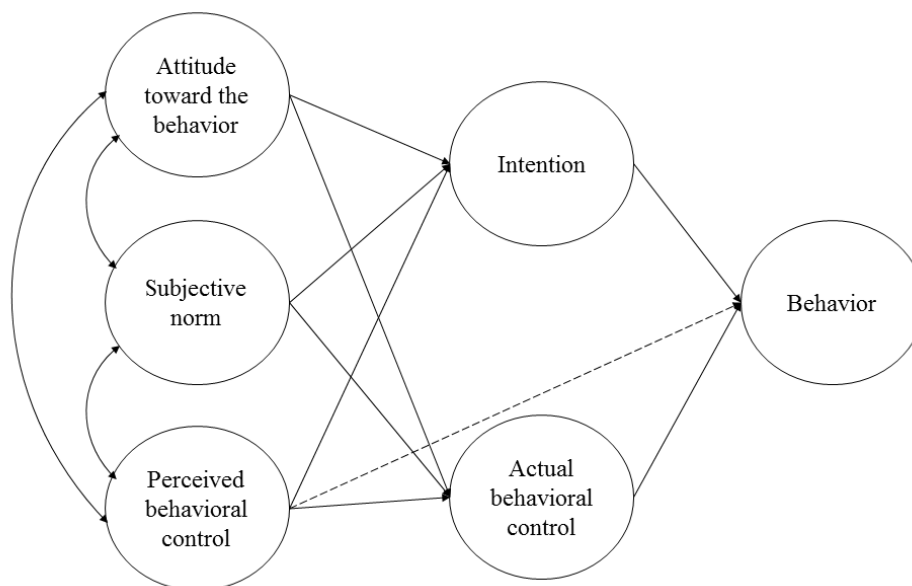 Attitude
toward the
behavior
Intention
Subjective
norm
Behavior
Perceived
behavioral
control
Actual
behavioral
control